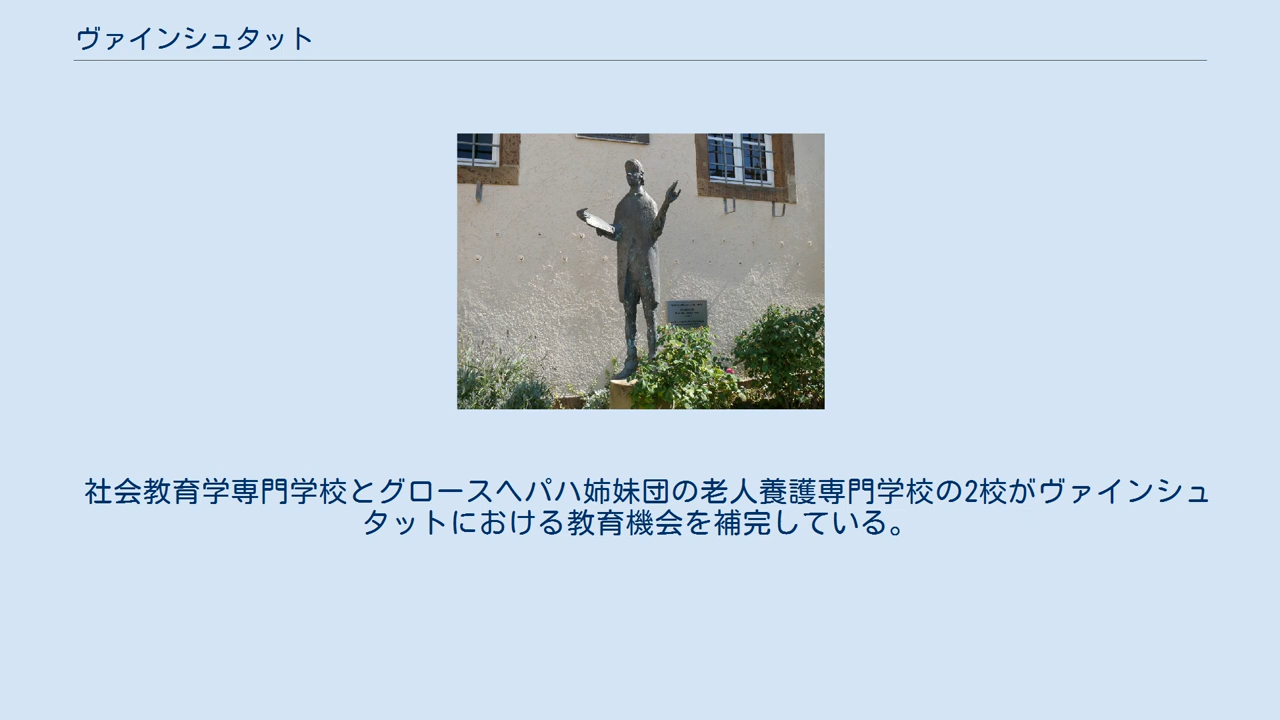 ヴァインシュタット
社会教育学専門学校とグロースヘパハ姉妹団の老人養護専門学校の2校がヴァインシュ
タットにおける教育機会を補完している。